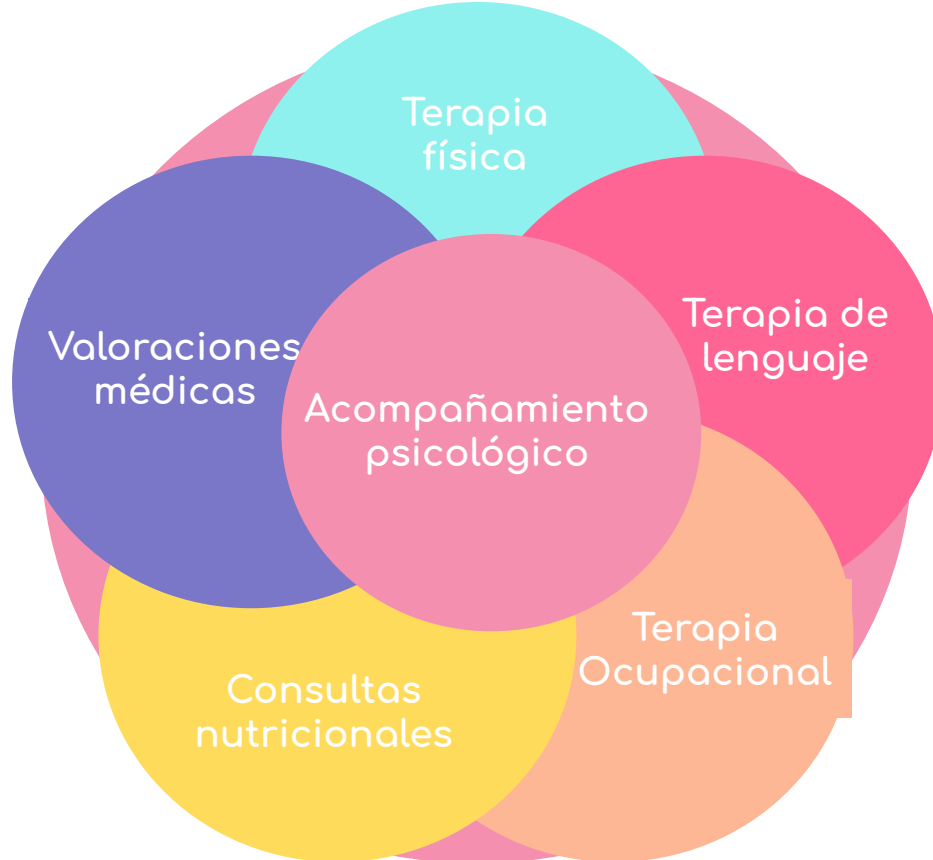 Terapia
física
Terapia de
lenguaje
Valoraciones
médicas
Acompañamiento
psicológico
Terapia
Ocupacional
Consultas
nutricionales